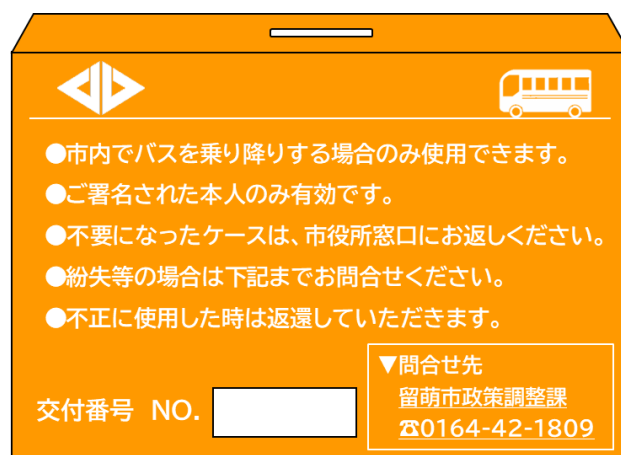 ●市内でバスを乗り降りする場合のみ使用できます。
●ご署名された本人のみ有効です。
●不要になったケースは、市役所窓口にお返しください。
●紛失等の場合は下記までお問合せください。
●不正に使用した時は返還していただきます。
▼問合せ先
留萌市政策調整課
☎0164-42-1809
交付番号 NO.